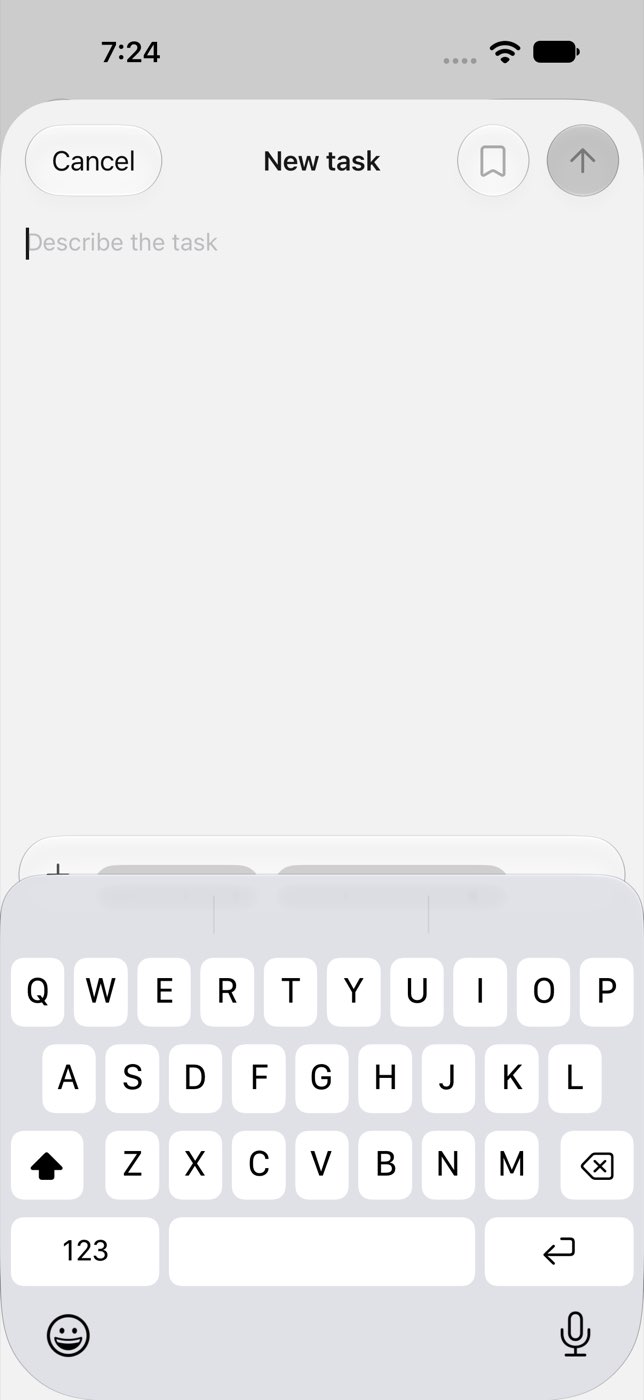 7:24
Cancel New task
Describe the task
Q W E R T Y U I O P
A S D F G H J K L
Z X C V B N M
123